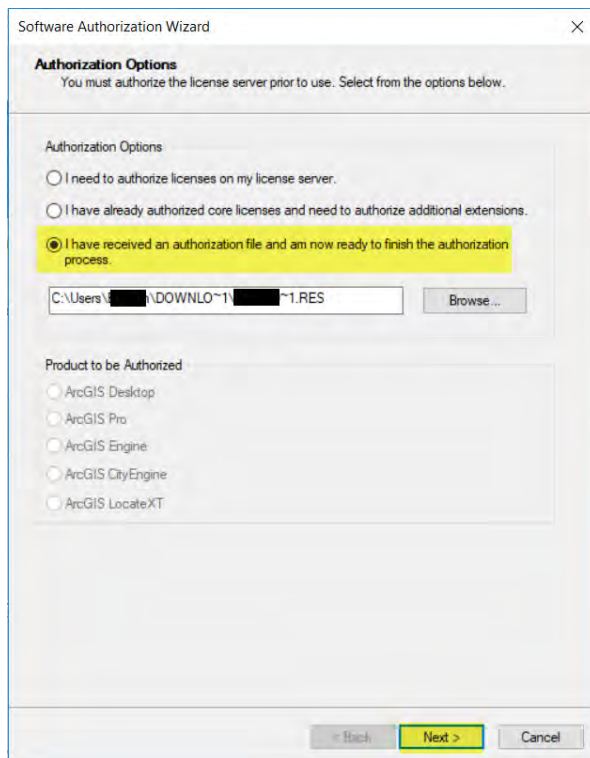 Software Authorization Wizard
Authorization Options
You must authorize the license server prior to use. Select from the options below.
Authorization Options
I need to authorize licenses on my license server.
I have already authorized core licenses and need to authorize additional extensions.
I have received an authorization file and am now ready to finish the authorization
process.
C:\Users\ \DOWNLO~1\ ~1.RES
Browse...
Product to be Authorized
ArcGIS Desktop
ArcGIS Pro
ArcGIS Engine
ArcGIS CityEngine
ArcGIS LocateXT
< Back
Next >
Cancel